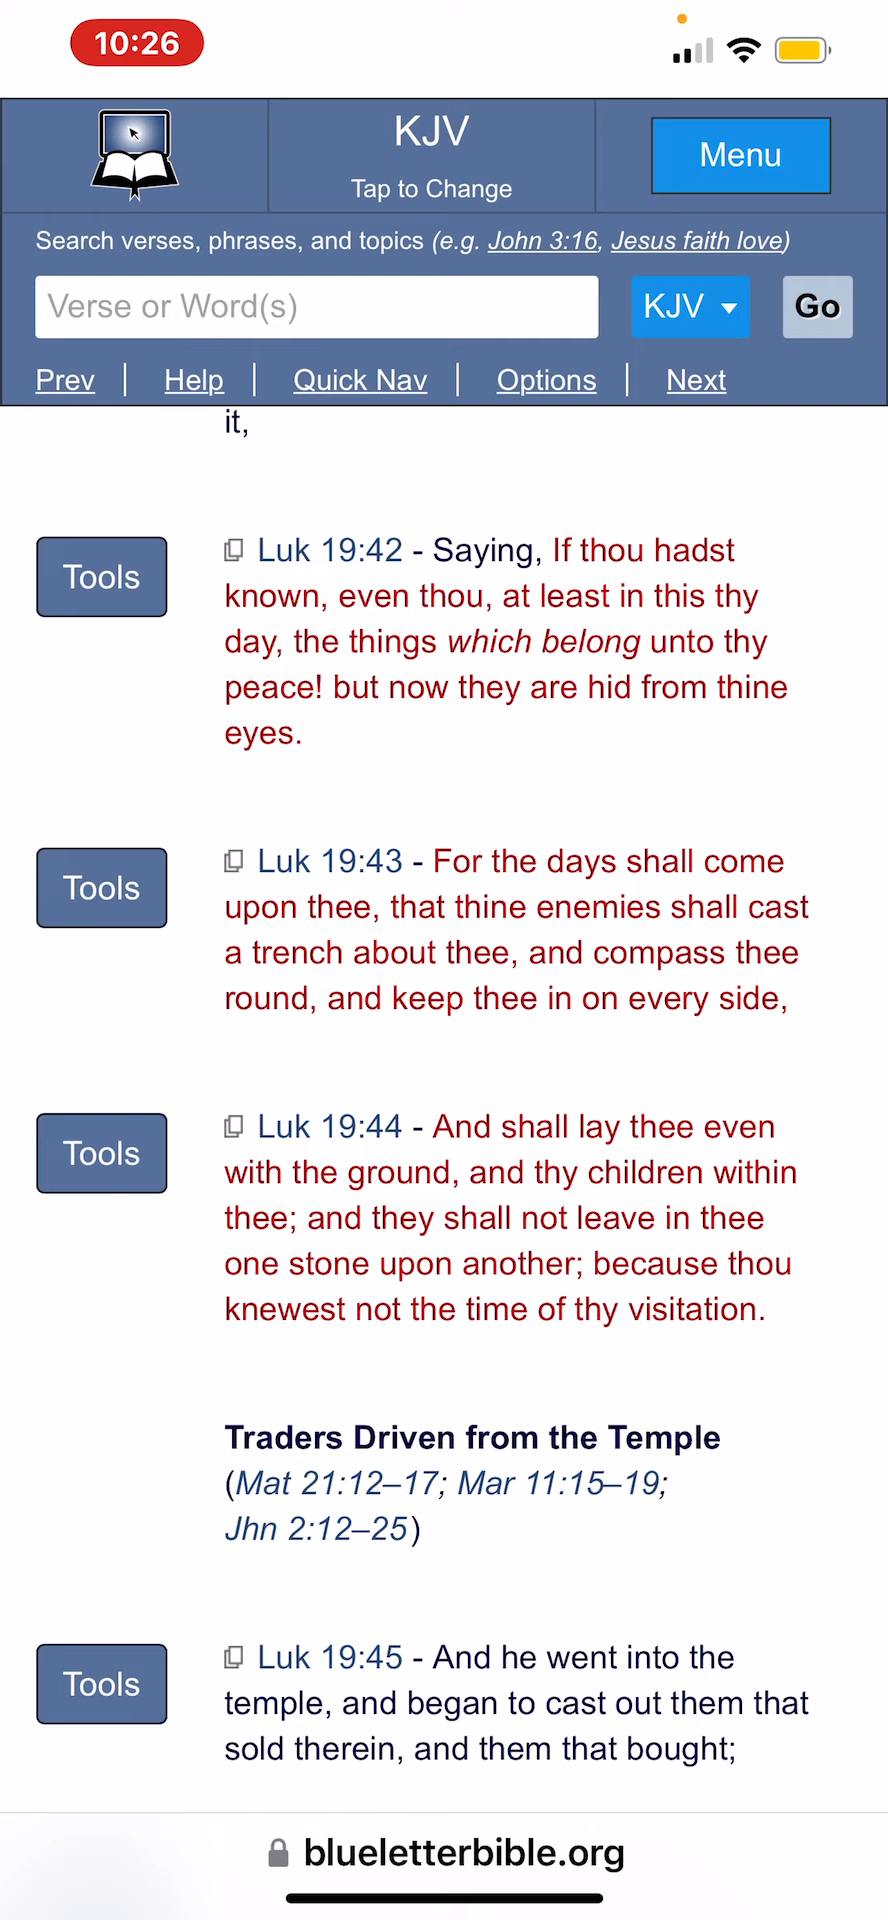 10:26
KJV
Tap to Change
Menu
Search verses, phrases, and topics (e.g. John 3:16, Jesus faith love)
Verse or Word(s)
KJV
Go
Prev | Help | Quick Nav | Options | Next
it,
Tools
Luk 19:42 - Saying, If thou hadst
known, even thou, at least in this thy
day, the things which belong unto thy
peace! but now they are hid from thine
eyes.
Tools
Luk 19:43 - For the days shall come
upon thee, that thine enemies shall cast
a trench about thee, and compass thee
round, and keep thee in on every side,
Tools
Luk 19:44 - And shall lay thee even
with the ground, and thy children within
thee; and they shall not leave in thee
one stone upon another; because thou
knewest not the time of thy visitation.
Traders Driven from the Temple
(Mat 21:12–17; Mar 11:15–19;
Jhn 2:12–25)
Tools
Luk 19:45 - And he went into the
temple, and began to cast out them that
sold therein, and them that bought;
blueletterbible.org